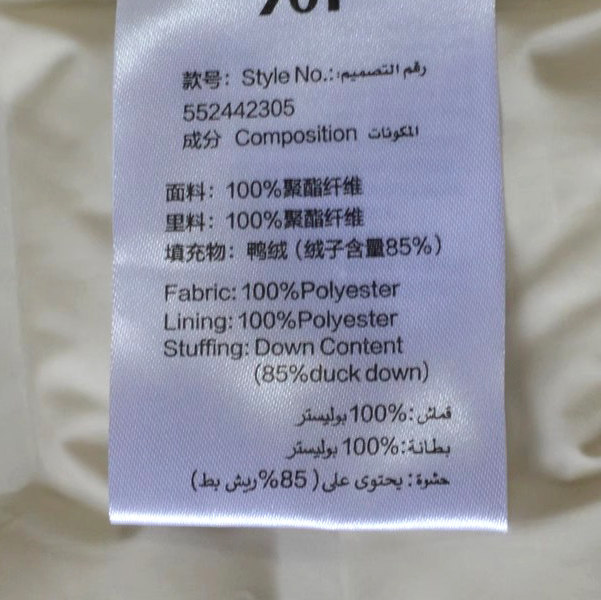 款号: Style No.: رقم التصميم:
552442305
成分 Composition المكونات
面料: 100%聚酯纤维
里料: 100%聚酯纤维
填充物: 鸭绒 (绒子含量85%)
Fabric: 100%Polyester
Lining: 100%Polyester
Stuffing: Down Content
(85%duck down)
قماش: %100 بوليستر
بطانة: %100 بوليستر
حشوة: يحتوى على ( 85%ريش بط)